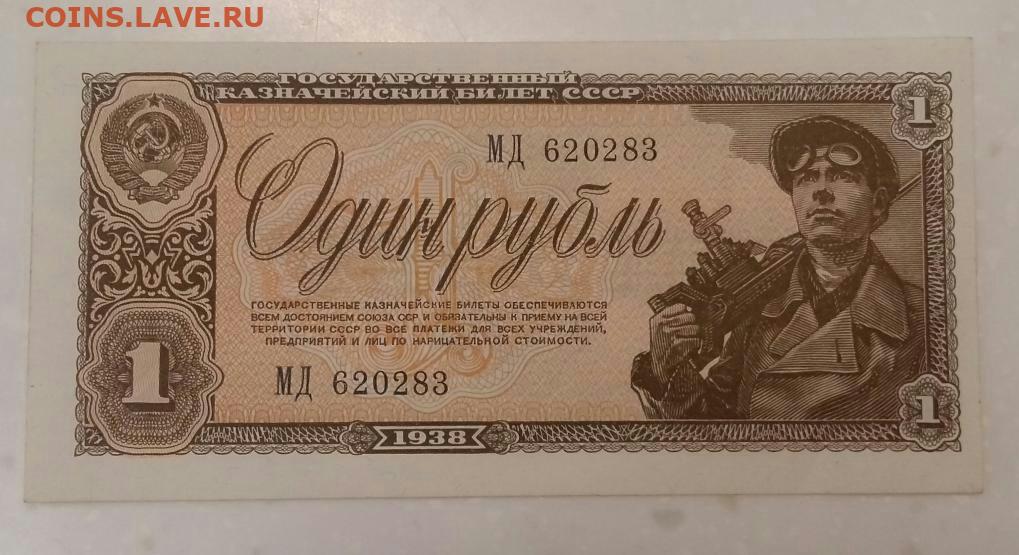 COINS.LAVE.RU
ГОСУДАРСТВЕННЫЙ
КАЗНАЧЕЙСКИЙ БИЛЕТ СССР
1
МД 620283
Один рубль
ГОСУДАРСТВЕННЫЕ КАЗНАЧЕЙСКИЕ БИЛЕТЫ ОБЕСПЕЧИВАЮТСЯ
ВСЕМ ДОСТОЯНИЕМ СОЮЗА ССР И ОБЯЗАТЕЛЬНЫ К ПРИЕМУ НА ВСЕЙ
ТЕРРИТОРИИ СССР ВО ВСЕ ПЛАТЕЖИ ДЛЯ ВСЕХ УЧРЕЖДЕНИЙ,
ПРЕДПРИЯТИЙ И ЛИЦ ПО НАРИЦАТЕЛЬНОЙ СТОИМОСТИ.
1
МД 620283
1
1938